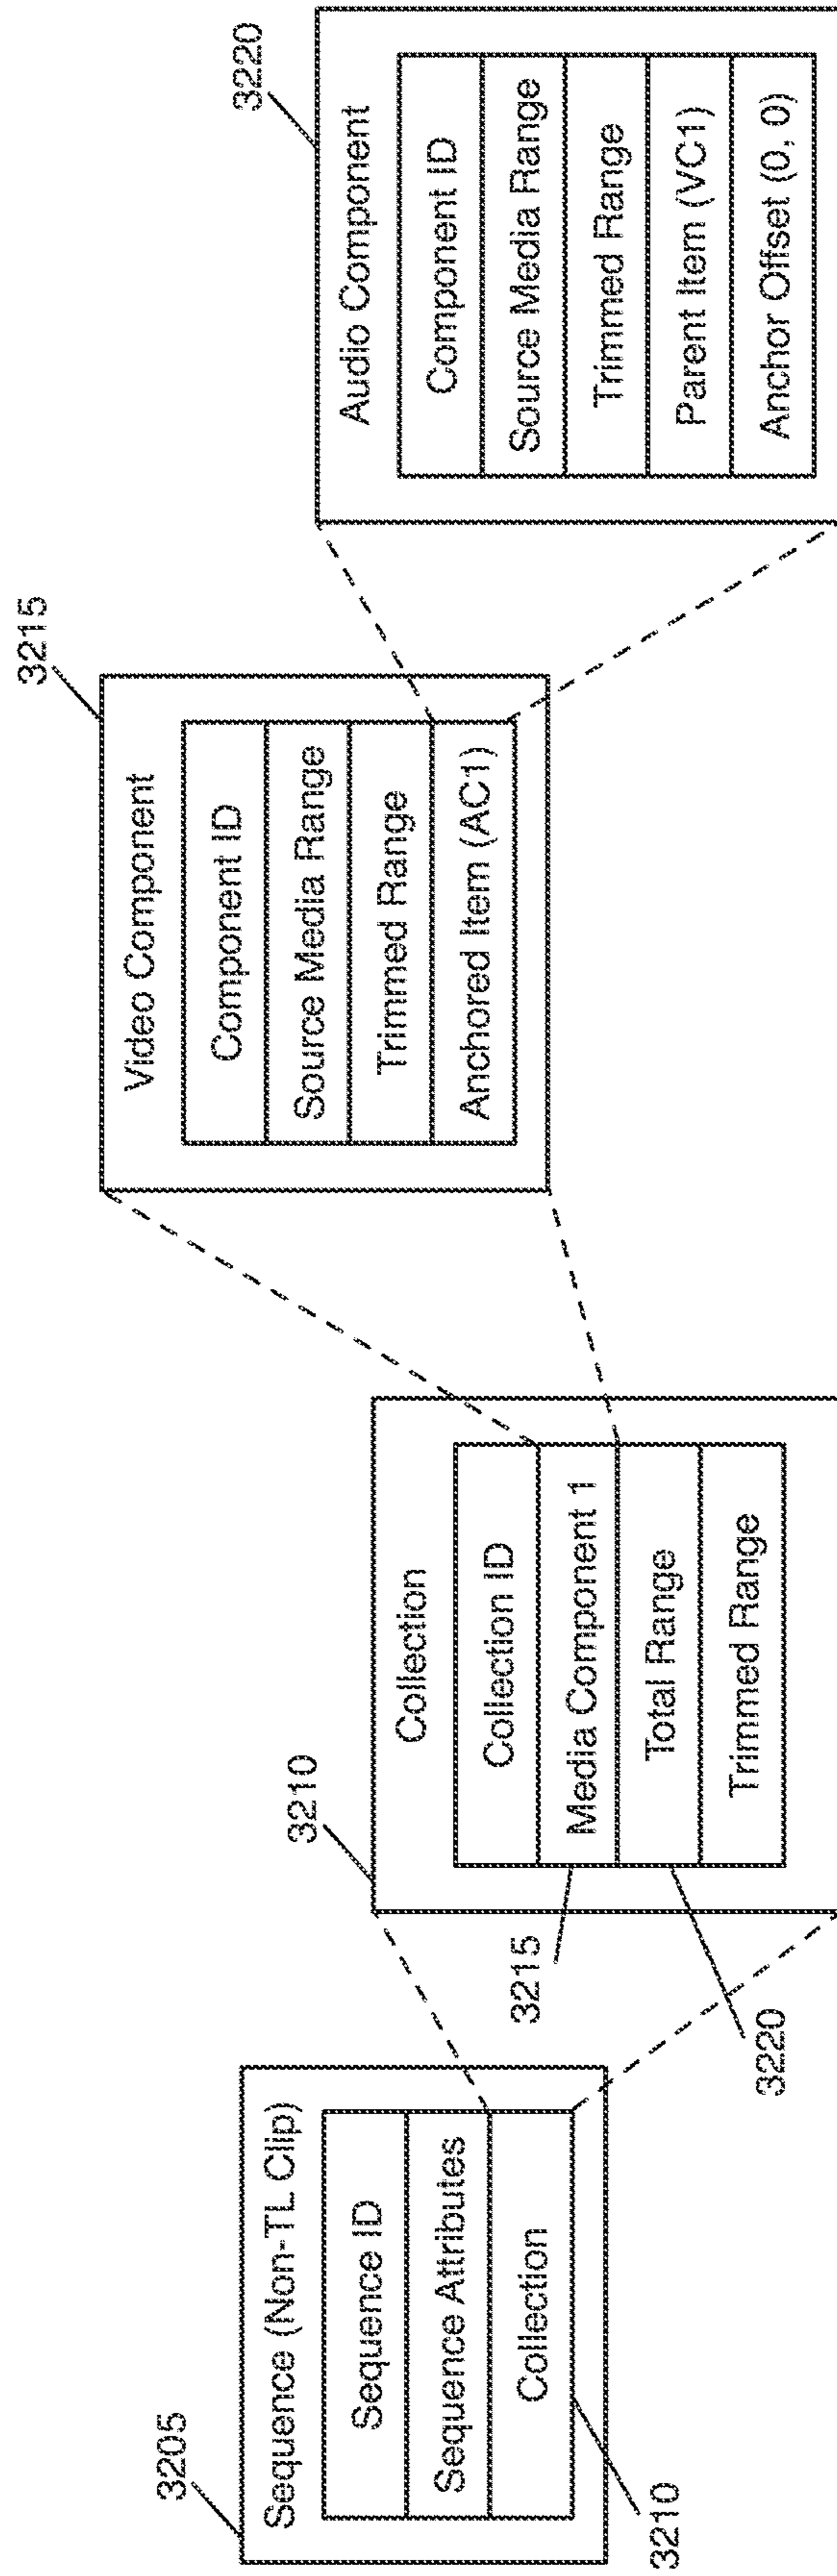 3205
Sequence (Non-TL Clip)
Sequence ID
Sequence Attributes
Collection
3210
3210
Collection
Collection ID
Media Component 1
Total Range
Trimmed Range
3215
3220
3215
Video Component
Component ID
Source Media Range
Trimmed Range
Anchored Item (AC1)
3220
Audio Component
Component ID
Source Media Range
Trimmed Range
Parent Item (VC1)
Anchor Offset (0, 0)